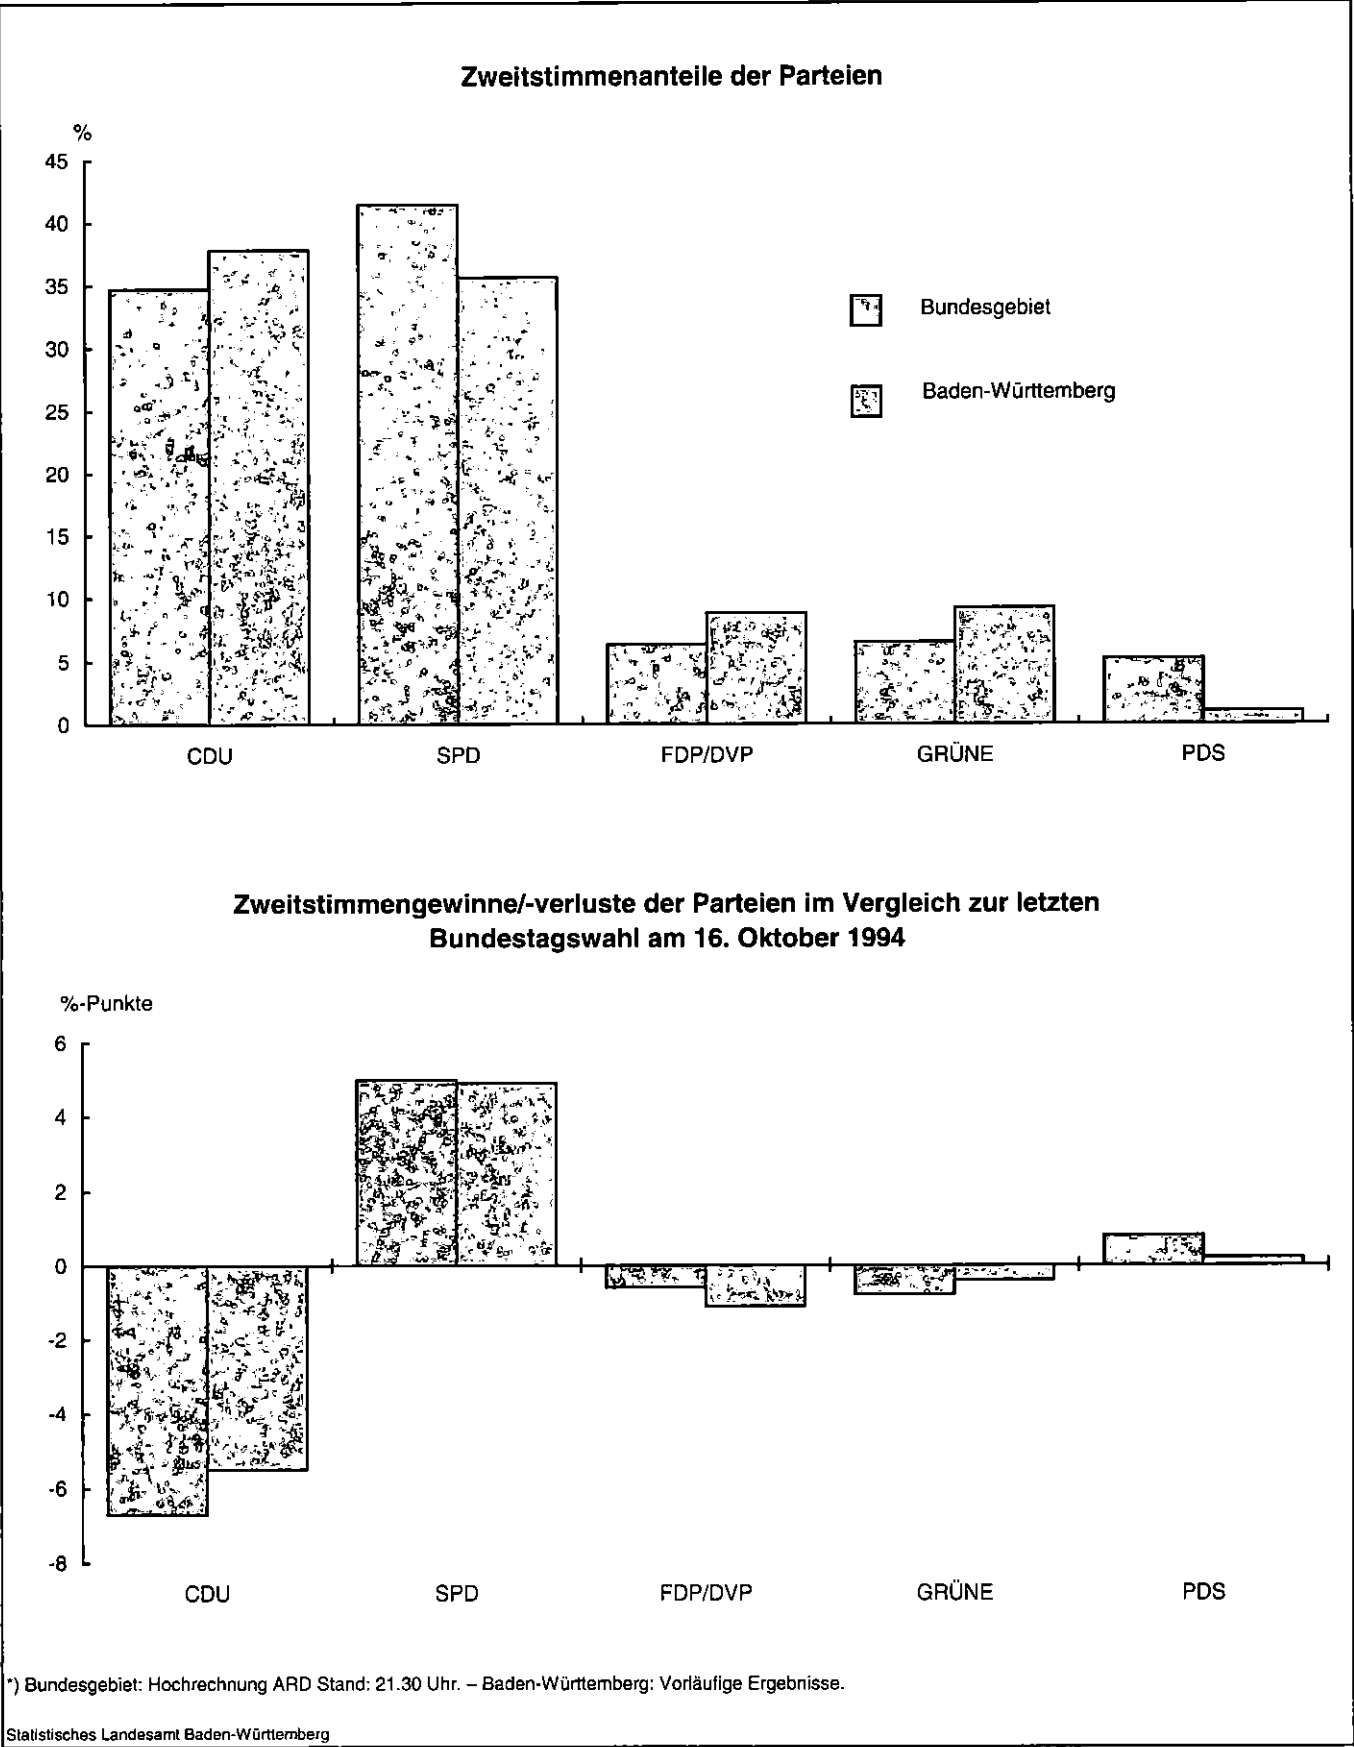 Zweitstimmenanteile der Parteien
%
45
40
35
30
25
20
15
10
5
0
Bundesgebiet
Baden-Württemberg
CDU SPD FDP/DVP GRÜNE PDS
Zweitstimmengewinne/-verluste der Parteien im Vergleich zur letzten
Bundestagswahl am 16. Oktober 1994
%-Punkte
6
4
2
0
-2
-4
-6
-8
CDU SPD FDP/DVP GRÜNE PDS
*) Bundesgebiet: Hochrechnung ARD Stand: 21.30 Uhr. – Baden-Württemberg: Vorläufige Ergebnisse.
Statistisches Landesamt Baden-Württemberg